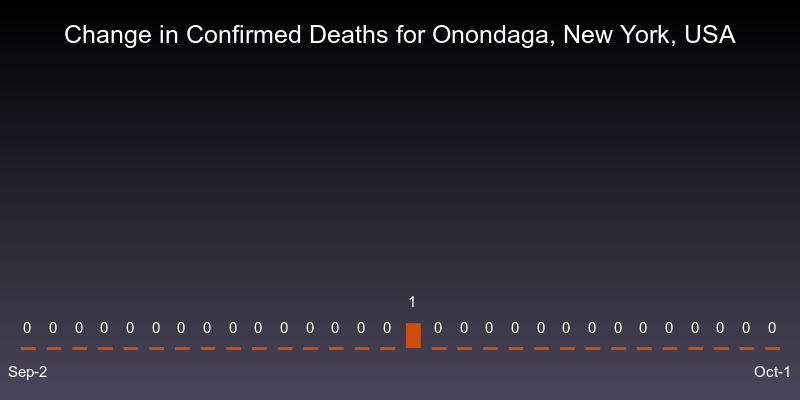 Change in Confirmed Deaths for Onondaga, New York, USA
1
0 0 0 0 0 0 0 0 0 0 0 0 0 0 0 0 0 0 0 0 0 0 0 0 0 0 0 0 0
Sep-2 Oct-1